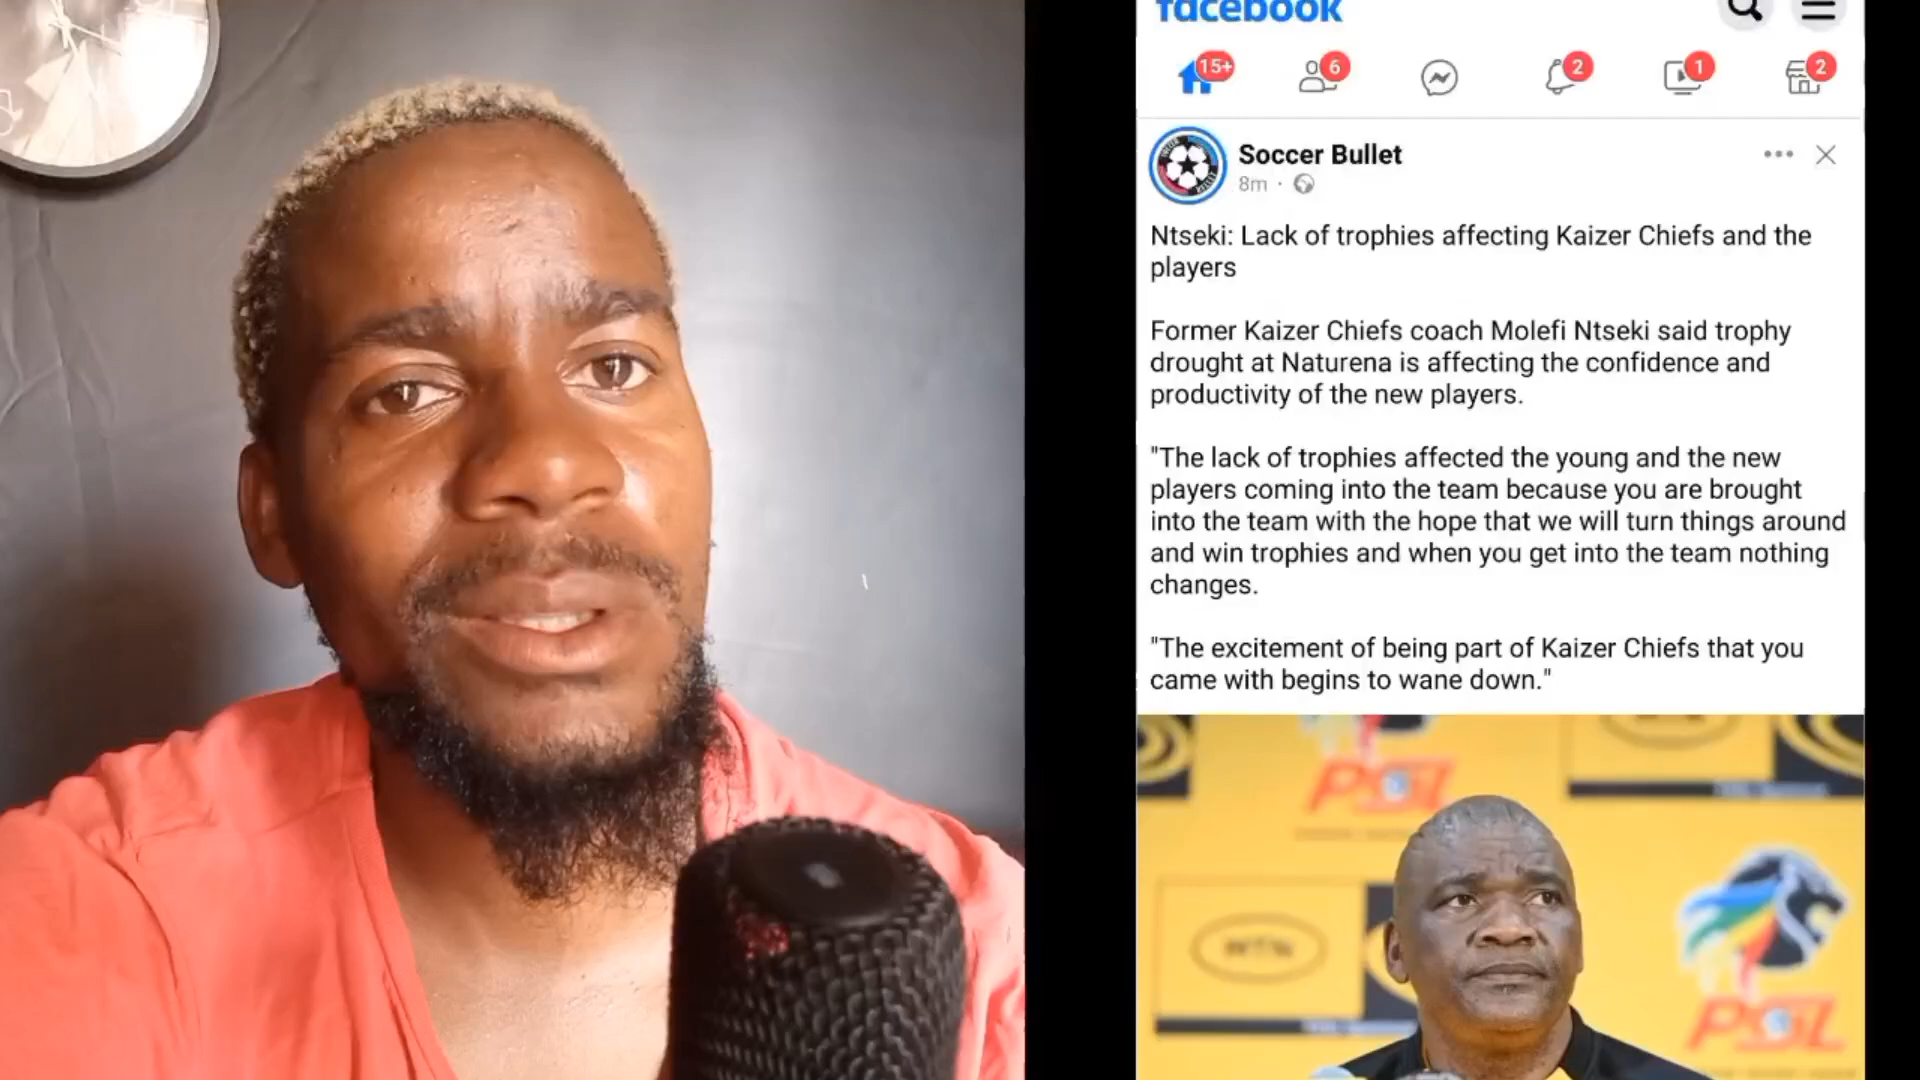 facebook
15+
6
2
1
2
Soccer Bullet
8m ·
Ntseki: Lack of trophies affecting Kaizer Chiefs and the
players
Former Kaizer Chiefs coach Molefi Ntseki said trophy
drought at Naturena is affecting the confidence and
productivity of the new players.
"The lack of trophies affected the young and the new
players coming into the team because you are brought
into the team with the hope that we will turn things around
and win trophies and when you get into the team nothing
changes.
"The excitement of being part of Kaizer Chiefs that you
came with begins to wane down."
PSL
MTN
PSL